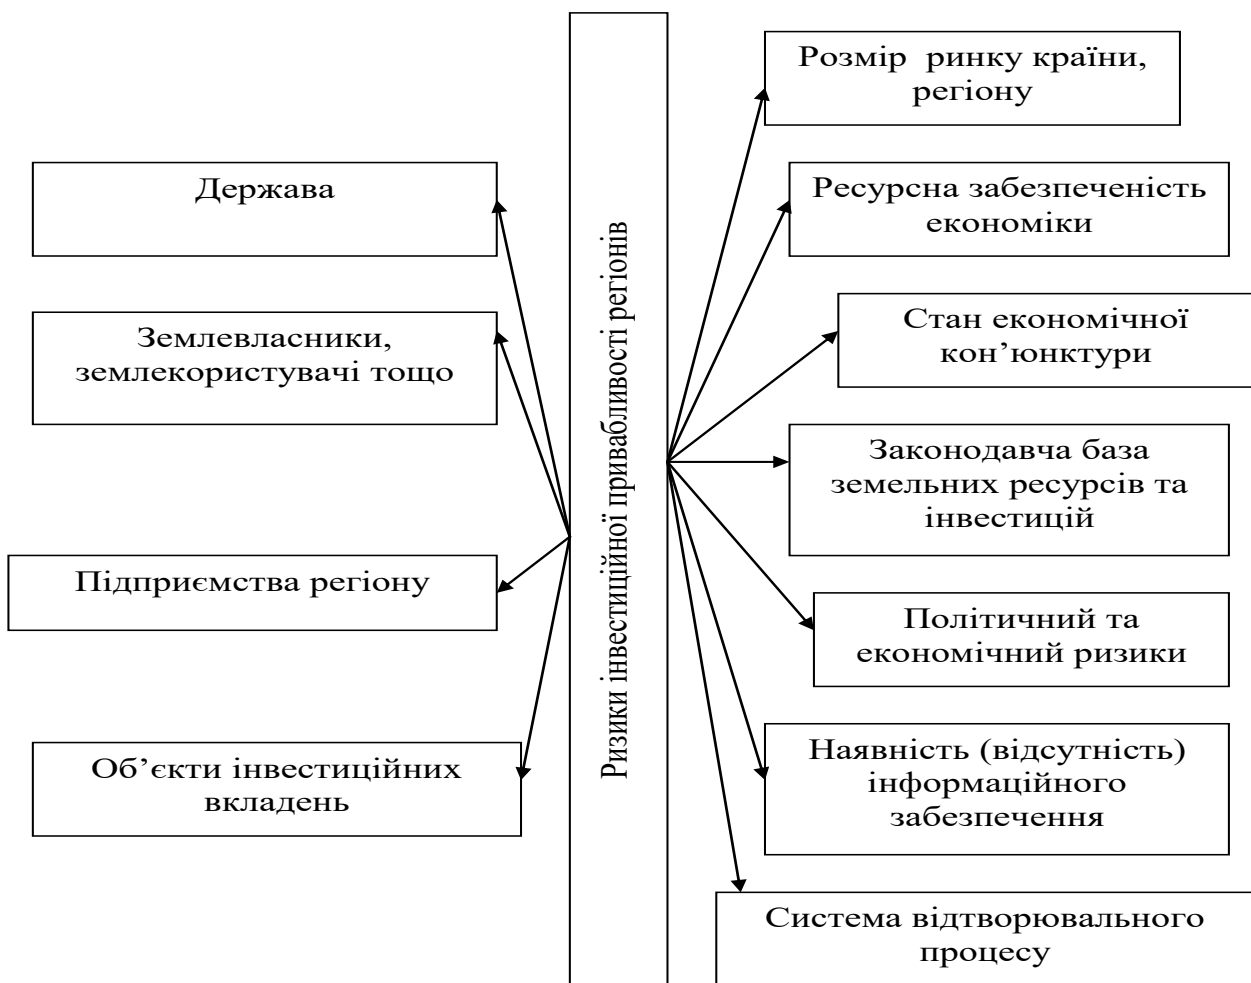 Держава
Землевласники,
землекористувачі тощо
Підприємства регіону
Об’єкти інвестиційних
вкладень
Ризики інвестиційної привабливості регіонів
Розмір ринку країни,
регіону
Ресурсна забезпеченість
економіки
Стан економічної
кон’юнктури
Законодавча база
земельних ресурсів та
інвестицій
Політичний та
економічний ризики
Наявність (відсутність)
інформаційного
забезпечення
Система відтворювального
процесу